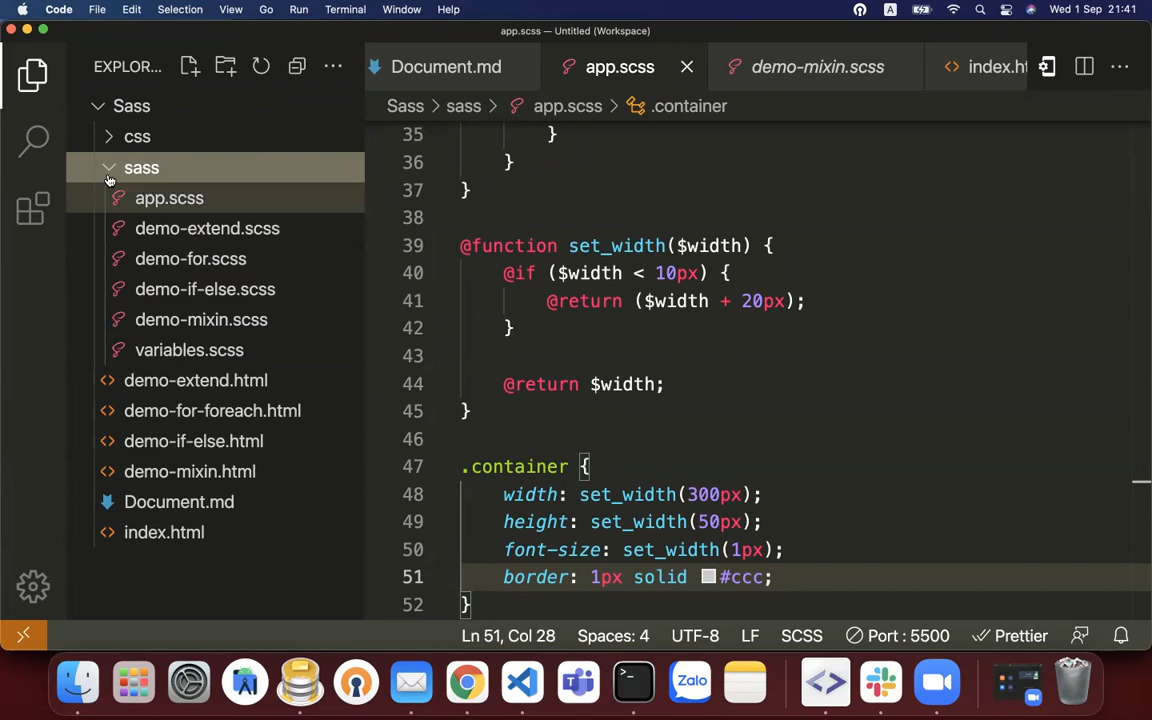 Code File Edit Selection View Go Run Terminal Window Help A Wed 1 Sep 21:41
app.scss — Untitled (Workspace)
EXPLOR... Document.md app.scss demo-mixin.scss index.ht
Sass Sass > sass > app.scss > .container
css
sass
app.scss
demo-extend.scss
demo-for.scss
demo-if-else.scss
demo-mixin.scss
variables.scss
demo-extend.html
demo-for-foreach.html
demo-if-else.html
demo-mixin.html
Document.md
index.html
35 }
36 }
37 }
38
39 @function set_width($width) {
40 @if ($width < 10px) {
41 @return ($width + 20px);
42 }
43
44 @return $width;
45 }
46
47 .container {
48 width: set_width(300px);
49 height: set_width(50px);
50 font-size: set_width(1px);
51 border: 1px solid #ccc;
52 }
Ln 51, Col 28 Spaces: 4 UTF-8 LF SCSS Port : 5500 Prettier
Zalo